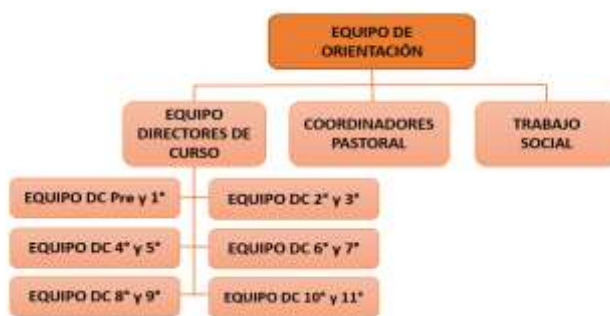 EQUIPO DE
ORIENTACIÓN
EQUIPO
DIRECTORES DE
CURSO
COORDINADORES
PASTORAL
TRABAJO
SOCIAL
EQUIPO DC Pre y 1°
EQUIPO DC 2° y 3°
EQUIPO DC 4° y 5°
EQUIPO DC 6° y 7°
EQUIPO DC 8° y 9°
EQUIPO DC 10° y 11°